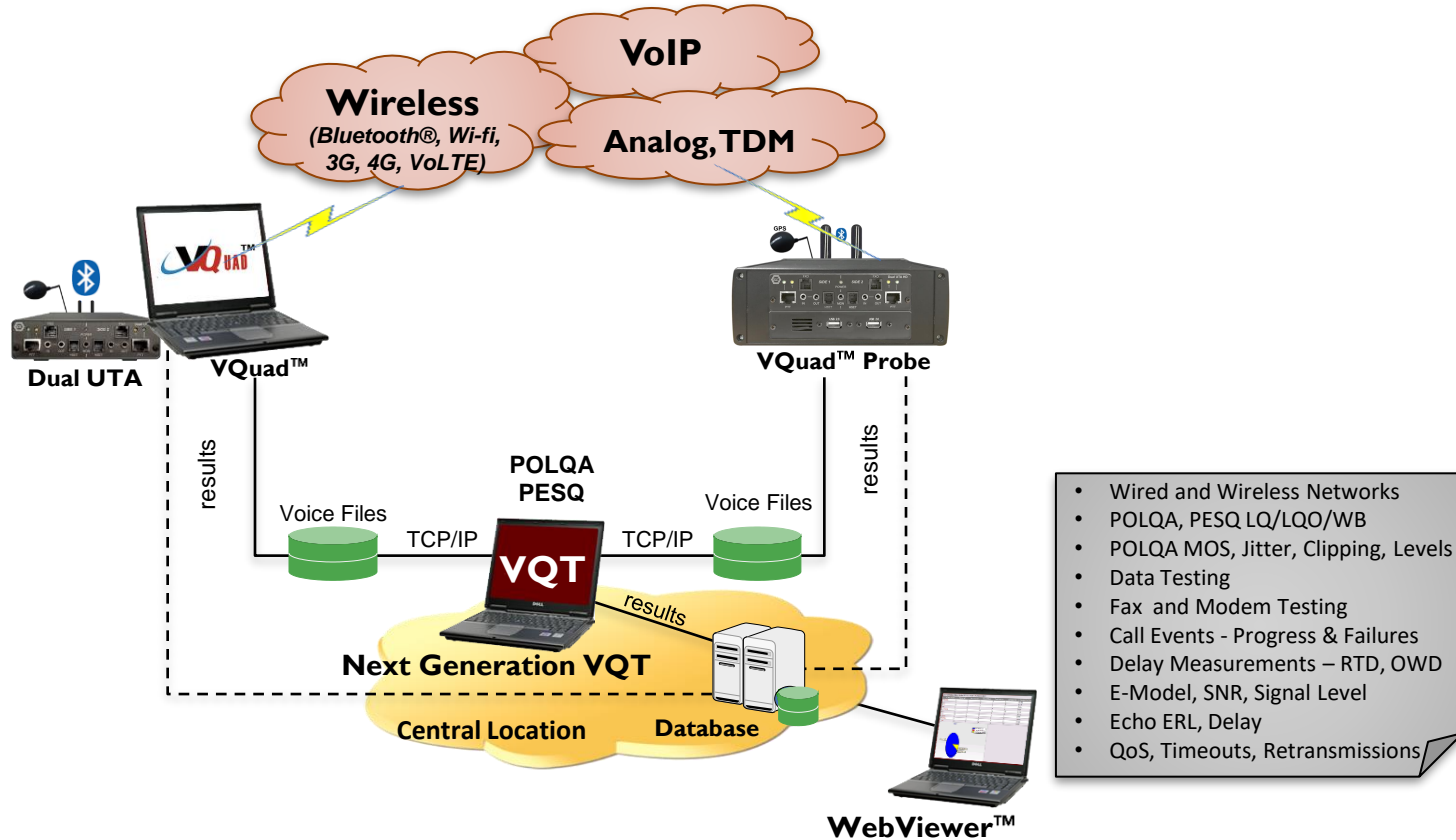 VoIP
Wireless
(Bluetooth®, Wi-fi,
3G, 4G, VoLTE)
Analog, TDM
VQUAD™
GPS
Dual UTA
VQuad™
VQuad™ Probe
results
results
POLQA
PESQ
Voice Files
Voice Files
TCP/IP
TCP/IP
VQT
results
Next Generation VQT
Central Location
Database
WebViewer™
• Wired and Wireless Networks
• POLQA, PESQ LQ/LQO/WB
• POLQA MOS, Jitter, Clipping, Levels
• Data Testing
• Fax and Modem Testing
• Call Events - Progress & Failures
• Delay Measurements – RTD, OWD
• E-Model, SNR, Signal Level
• Echo ERL, Delay
• QoS, Timeouts, Retransmissions